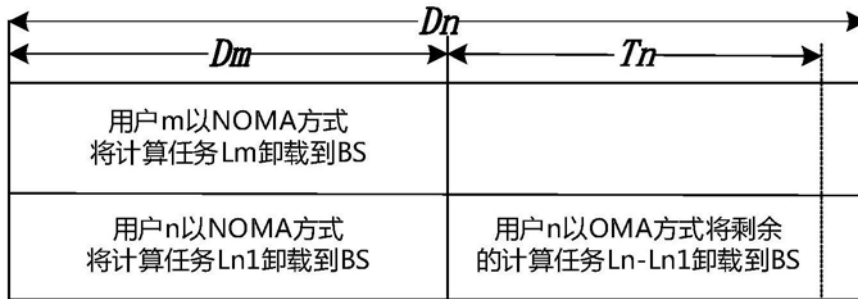 Dn
Dm
Tn
用户m以NOMA方式
将计算任务Lm卸载到BS
用户n以NOMA方式
将计算任务Ln1卸载到BS
用户n以OMA方式将剩余
的计算任务Ln-Ln1卸载到BS